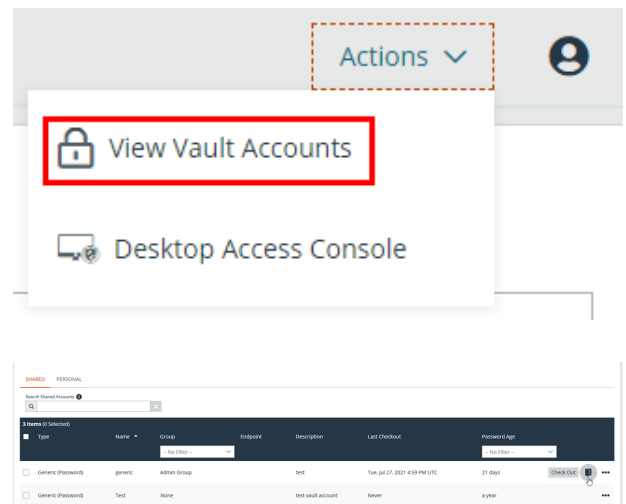 Actions
View Vault Accounts
Desktop Access Console
SHARED PERSONAL
Search Shared Accounts
3 items (0 Selected)
Type Name Group Endpoint Description Last Checkout Password Age
-- No Filter -- -- No Filter --
Generic (Password) generic Admin Group test Tue, Jul 27, 2021 4:59 PM UTC 21 days Check Out
Generic (Password) Test None test vault account Never a year